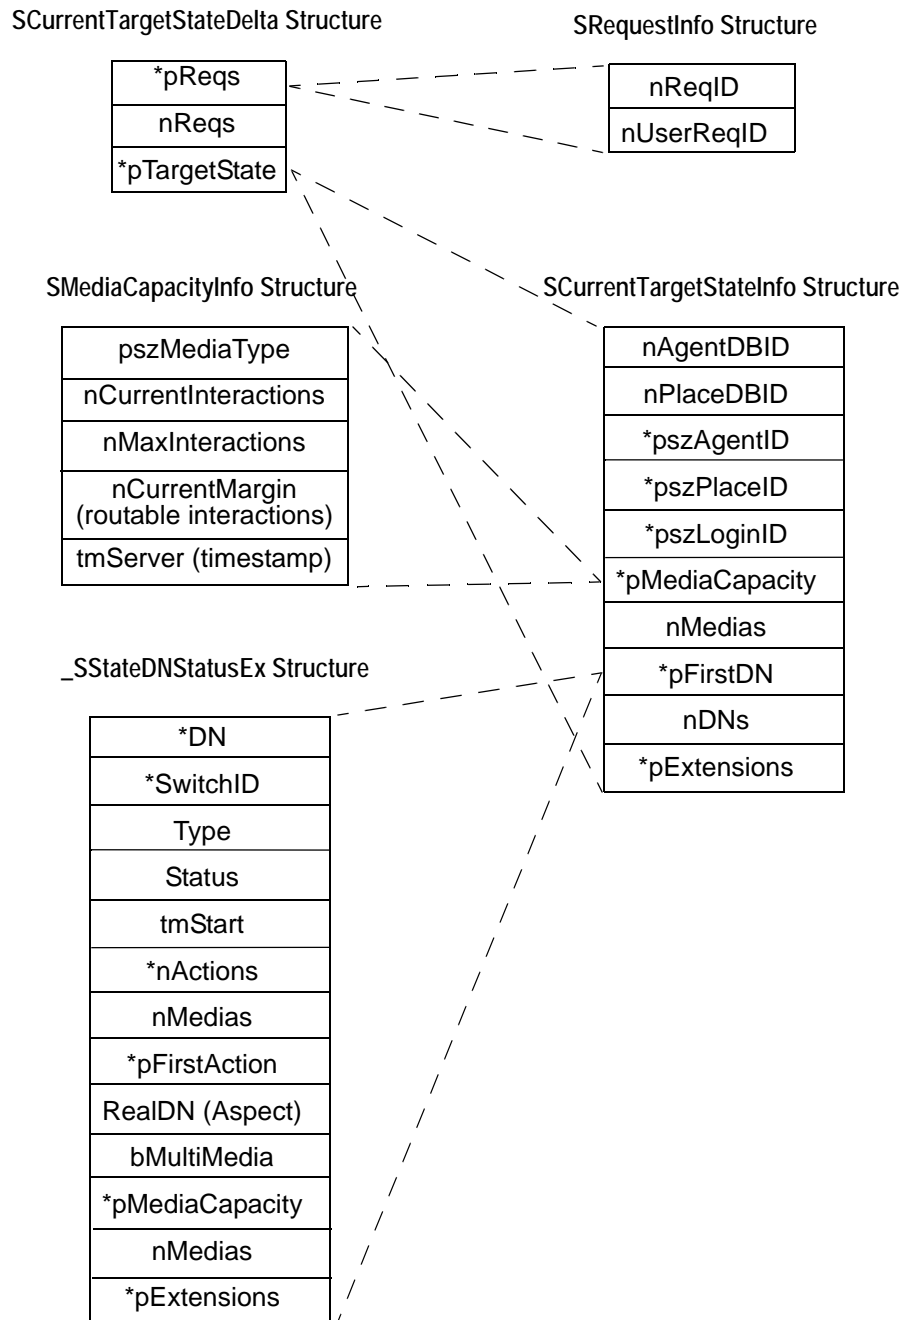 SCurrentTargetStateDelta Structure
*pReqs
nReqs
*pTargetState
SRequestInfo Structure
nReqID
nUserReqID
SMediaCapacityInfo Structure
pszMediaType
nCurrentInteractions
nMaxInteractions
nCurrentMargin
(routable interactions)
tmServer (timestamp)
SCurrentTargetStateInfo Structure
nAgentDBID
nPlaceDBID
*pszAgentID
*pszPlaceID
*pszLoginID
*pMediaCapacity
nMedias
*pFirstDN
nDNs
*pExtensions
_SStateDNStatusEx Structure
*DN
*SwitchID
Type
Status
tmStart
*nActions
nMedias
*pFirstAction
RealDN (Aspect)
bMultiMedia
*pMediaCapacity
nMedias
*pExtensions